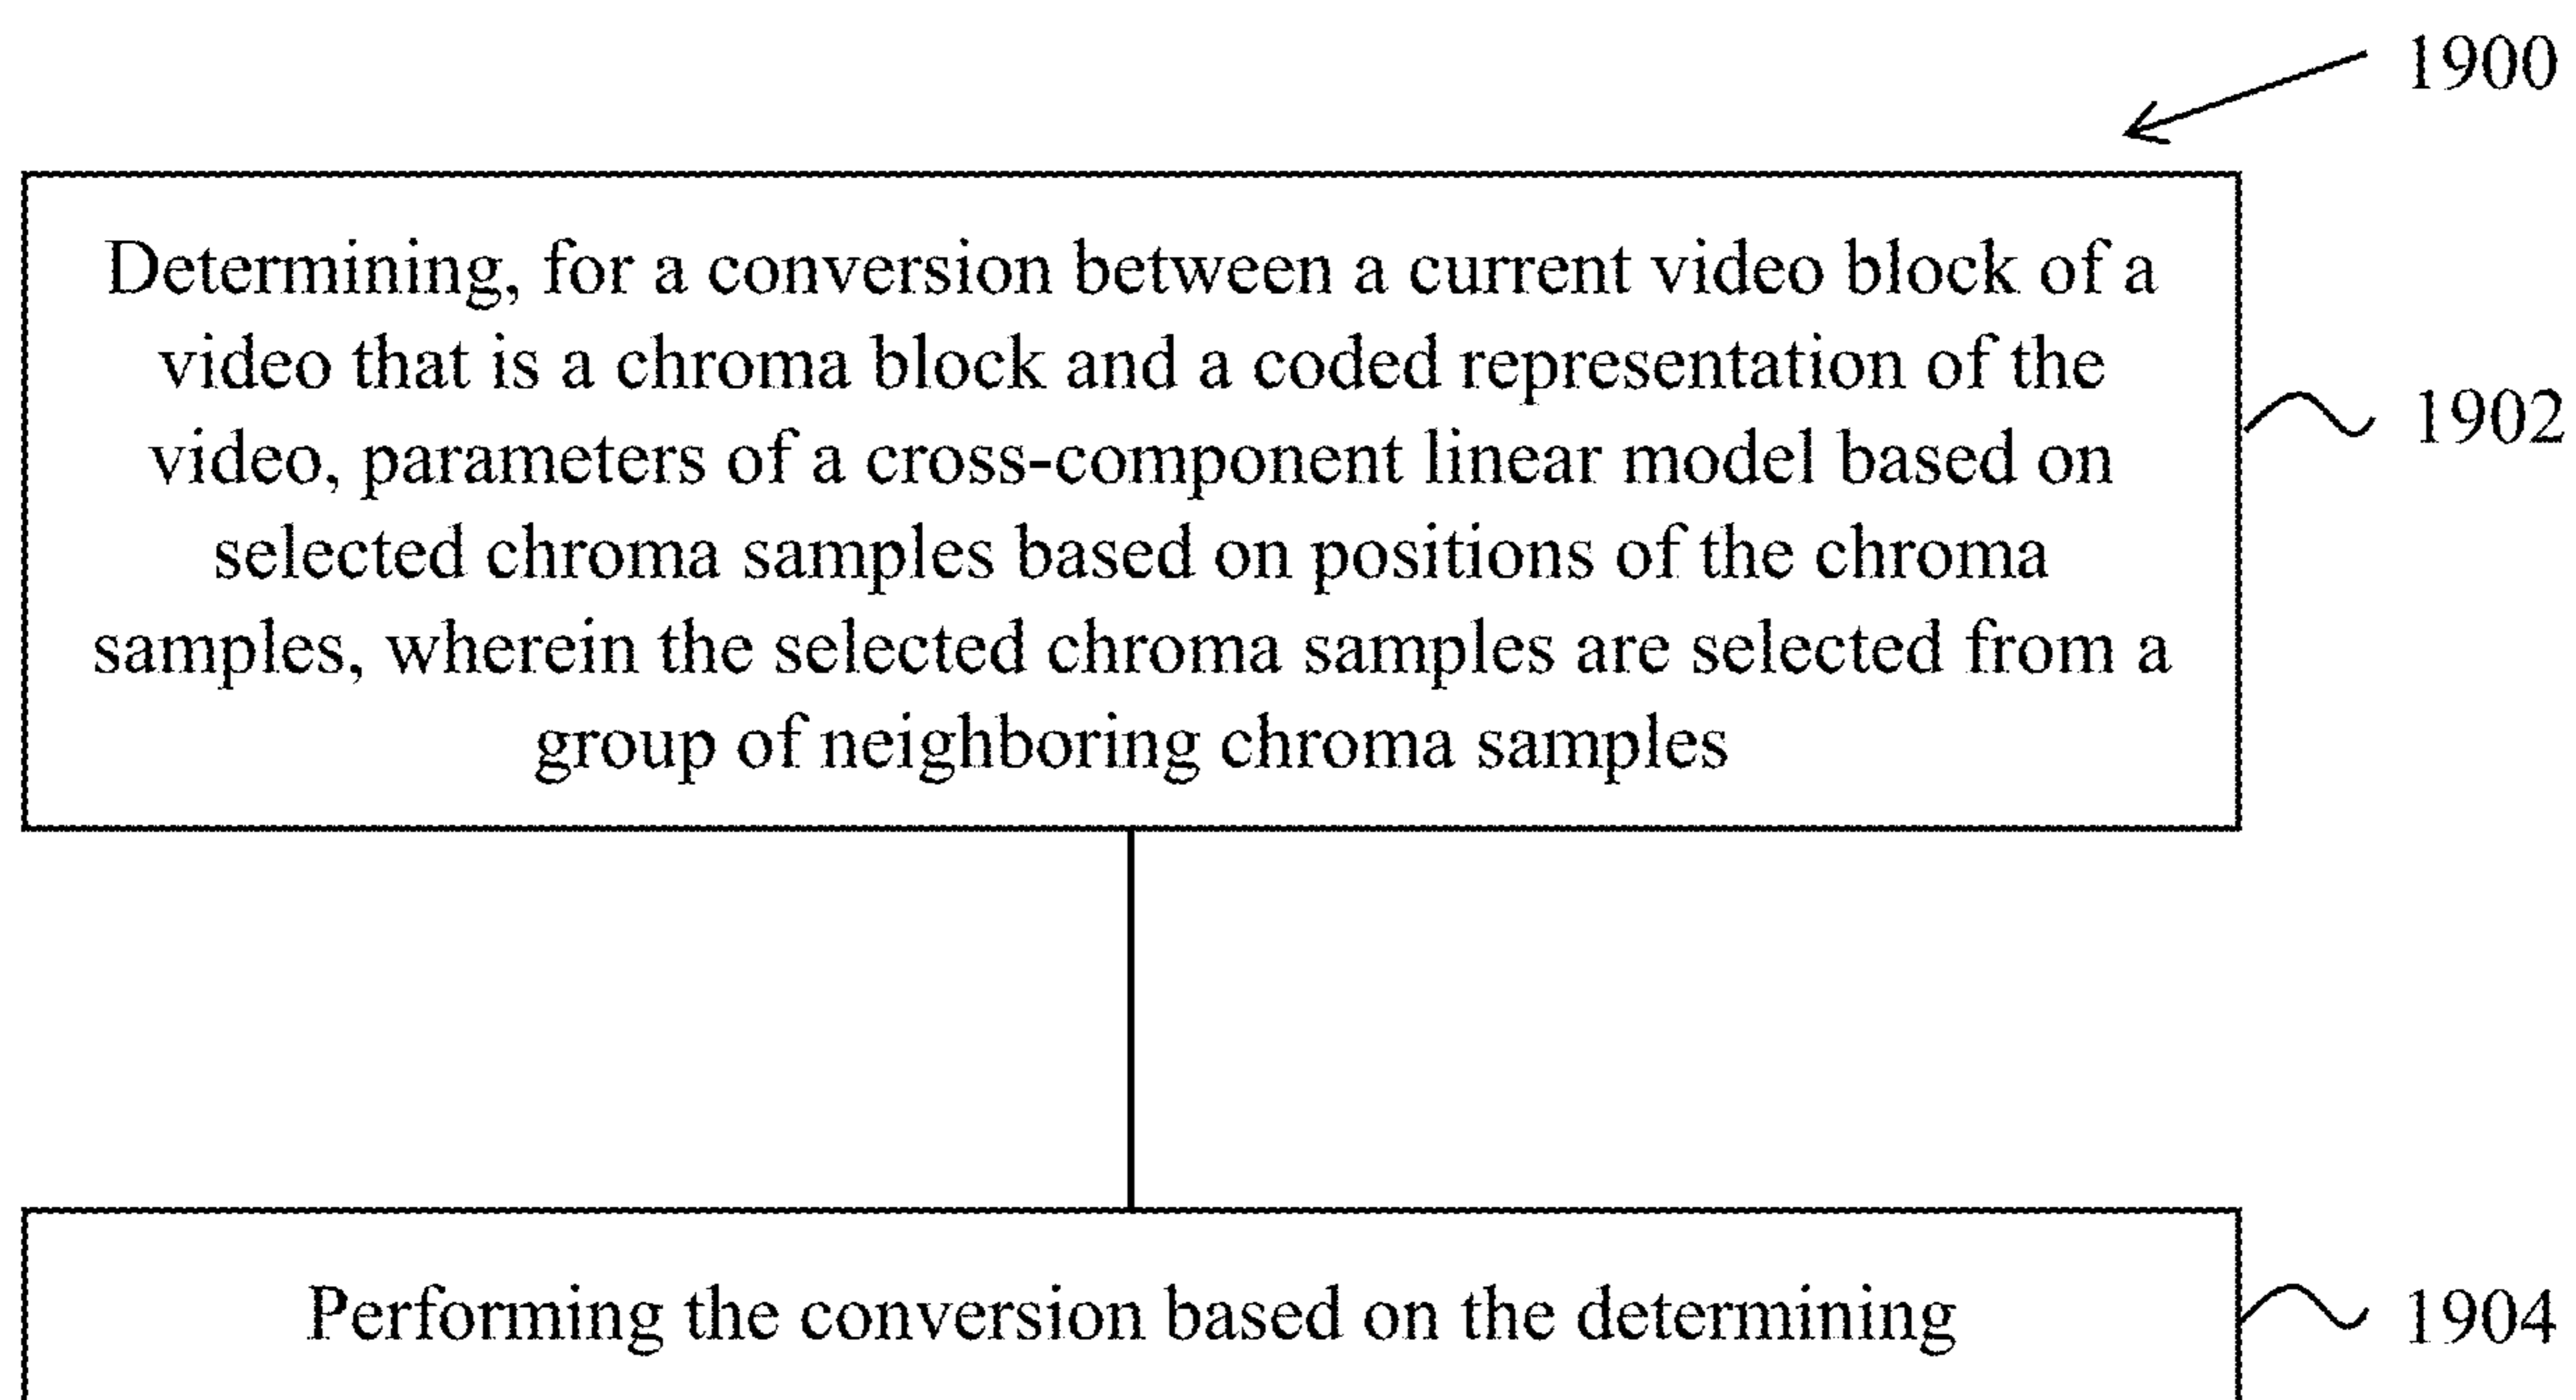 1900
Determining, for a conversion between a current video block of a
video that is a chroma block and a coded representation of the
video, parameters of a cross-component linear model based on
selected chroma samples based on positions of the chroma
samples, wherein the selected chroma samples are selected from a
group of neighboring chroma samples
1902
Performing the conversion based on the determining
1904